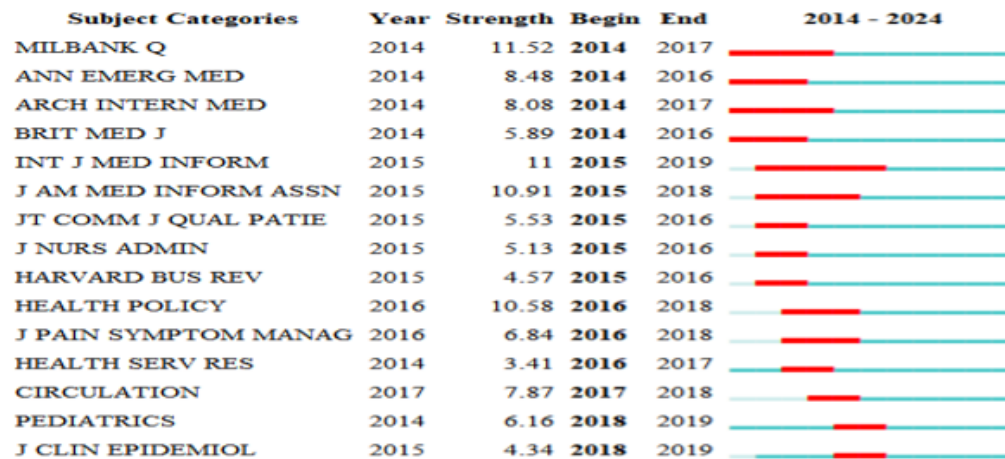 Subject Categories Year Strength Begin End 2014 - 2024
MILBANK Q 2014 11.52 2014 2017
ANN EMERG MED 2014 8.48 2014 2016
ARCH INTERN MED 2014 8.08 2014 2017
BRIT MED J 2014 5.89 2014 2016
INT J MED INFORM 2015 11 2015 2019
J AM MED INFORM ASSN 2015 10.91 2015 2018
JT COMM J QUAL PATIE 2015 5.53 2015 2016
J NURS ADMIN 2015 5.13 2015 2016
HARVARD BUS REV 2015 4.57 2015 2016
HEALTH POLICY 2016 10.58 2016 2018
J PAIN SYMPTOM MANAG 2016 6.84 2016 2018
HEALTH SERV RES 2014 3.41 2016 2017
CIRCULATION 2017 7.87 2017 2018
PEDIATRICS 2014 6.16 2018 2019
J CLIN EPIDEMIOL 2015 4.34 2018 2019